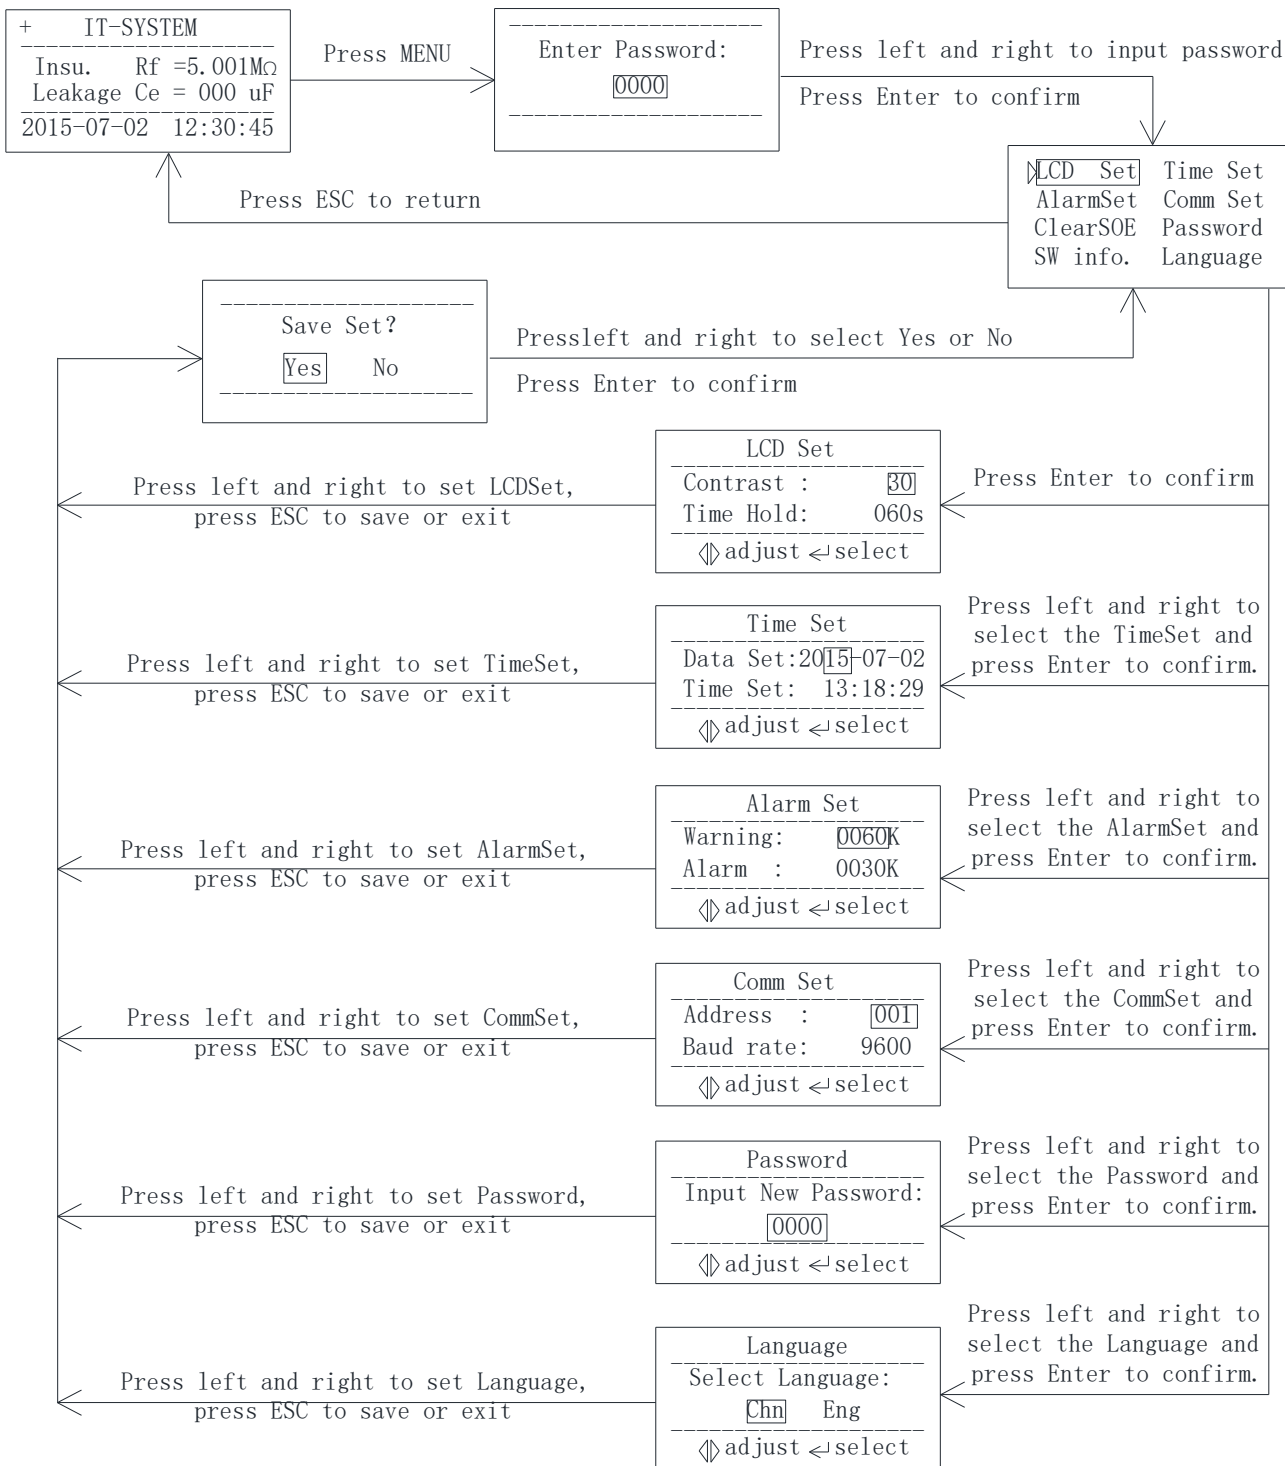 + IT-SYSTEM
Insu. Rf =5.001MΩ
Leakage Ce = 000 uF
2015-07-02 12:30:45
Press MENU
Enter Password:
0000
Press left and right to input password
Press Enter to confirm
LCD Set Time Set
AlarmSet Comm Set
ClearSOE Password
SW info. Language
Press ESC to return
Save Set?
Yes No
Pressleft and right to select Yes or No
Press Enter to confirm
Press left and right to set LCDSet,
press ESC to save or exit
LCD Set
Contrast : 30
Time Hold: 060s
adjust select
Press Enter to confirm
Press left and right to set TimeSet,
press ESC to save or exit
Time Set
Data Set:2015-07-02
Time Set: 13:18:29
adjust select
Press left and right to
select the TimeSet and
press Enter to confirm.
Press left and right to set AlarmSet,
press ESC to save or exit
Alarm Set
Warning: 0060K
Alarm : 0030K
adjust select
Press left and right to
select the AlarmSet and
press Enter to confirm.
Press left and right to set CommSet,
press ESC to save or exit
Comm Set
Address : 001
Baud rate: 9600
adjust select
Press left and right to
select the CommSet and
press Enter to confirm.
Press left and right to set Password,
press ESC to save or exit
Password
Input New Password:
0000
adjust select
Press left and right to
select the Password and
press Enter to confirm.
Press left and right to set Language,
press ESC to save or exit
Language
Select Language:
Chn Eng
adjust select
Press left and right to
select the Language and
press Enter to confirm.